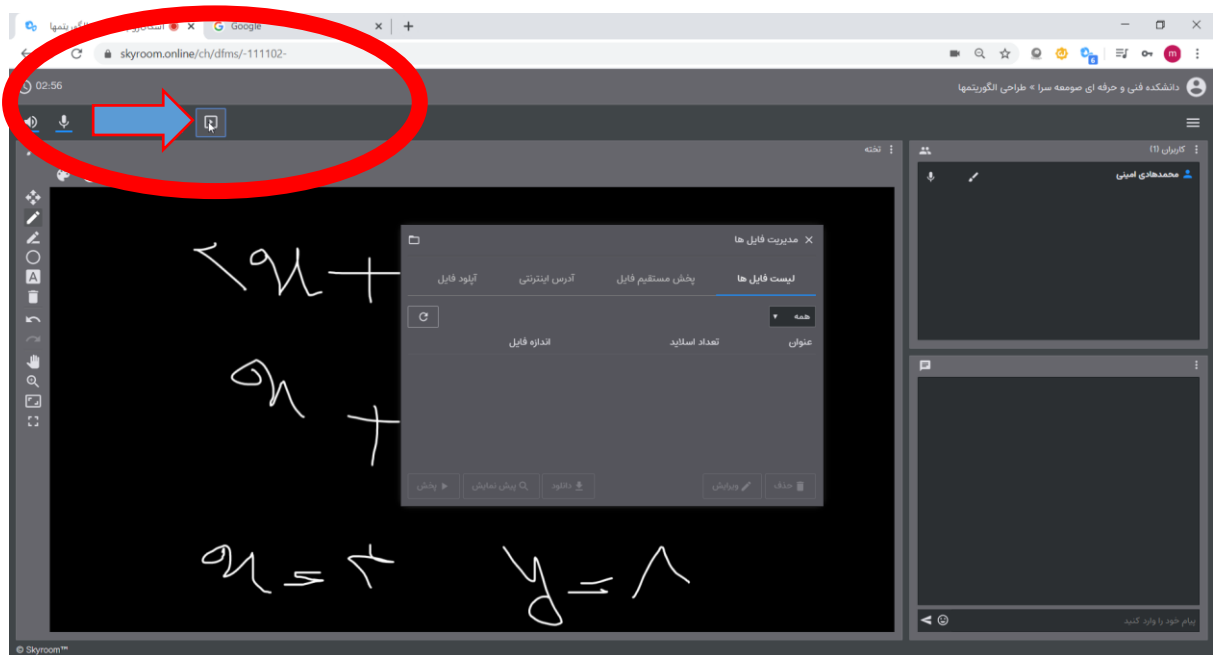 Google
skyroom.online/ch/dfms/-111102-
02:56
دانشکده فنی و حرفه ای صومعه سرا » طراحی الگوریتمها
تخته
کاربران (1)
محمدهادی امینی
مدیریت فایل ها
لیست فایل ها پخش مستقیم فایل آدرس اینترنتی آپلود فایل
همه
عنوان تعداد اسلاید اندازه فایل
حذف ویرایش دانلود پیش نمایش پخش
x +
x = ۲ y = ۸
پیام خود را وارد کنید
© Skyroom™